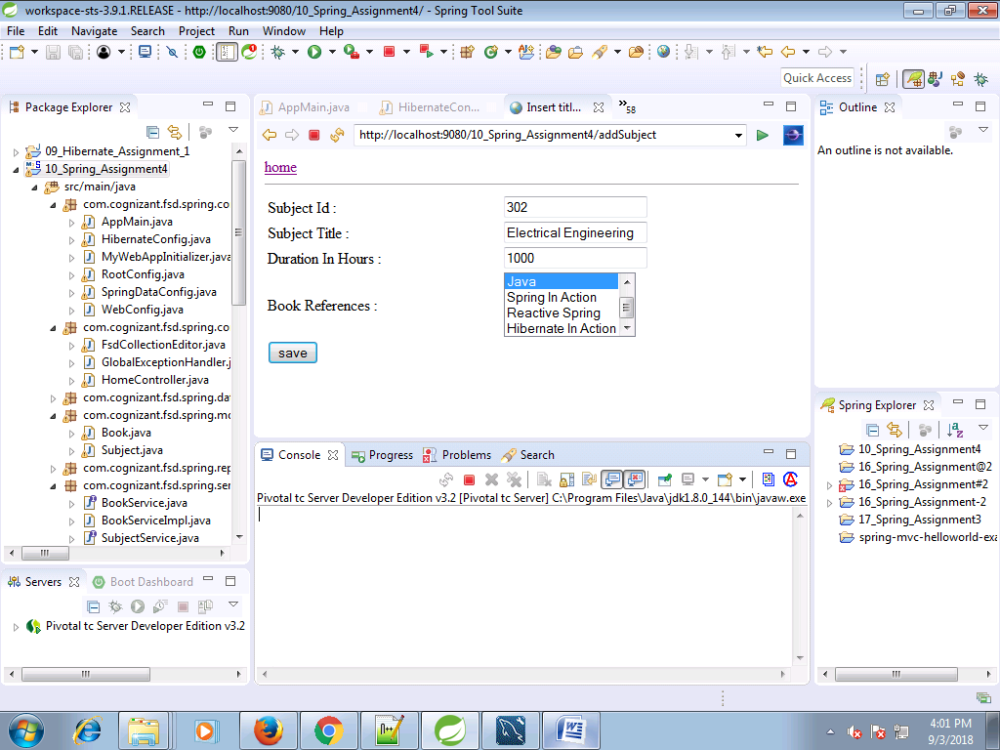 workspace-sts-3.9.1.RELEASE - http://localhost:9080/10_Spring_Assignment4/ - Spring Tool Suite
File Edit Navigate Search Project Run Window Help
Quick Access
Package Explorer
09_Hibernate_Assignment_1
10_Spring_Assignment4
src/main/java
com.cognizant.fsd.spring.co
AppMain.java
HibernateConfig.java
MyWebAppInitializer.java
RootConfig.java
SpringDataConfig.java
WebConfig.java
com.cognizant.fsd.spring.co
FsdCollectionEditor.java
GlobalExceptionHandler.j
HomeController.java
com.cognizant.fsd.spring.da
com.cognizant.fsd.spring.mo
Book.java
Subject.java
com.cognizant.fsd.spring.rep
com.cognizant.fsd.spring.ser
BookService.java
BookServiceImpl.java
SubjectService.java
Servers Boot Dashboard
Pivotal tc Server Developer Edition v3.2
AppMain.java HibernateCon... Insert titl... »58
http://localhost:9080/10_Spring_Assignment4/addSubject
home
Subject Id : 302
Subject Title : Electrical Engineering
Duration In Hours : 1000
Book References :
Java
Spring In Action
Reactive Spring
Hibernate In Action
save
Console Progress Problems Search
Pivotal tc Server Developer Edition v3.2 [Pivotal tc Server] C:\Program Files\Java\jdk1.8.0_144\bin\javaw.exe
Outline
An outline is not available.
Spring Explorer
10_Spring_Assignment4
16_Spring_Assignment@2
16_Spring_Assignment#2
16_Spring_Assignment-2
17_Spring_Assignment3
spring-mvc-helloworld-exa
4:01 PM
9/3/2018